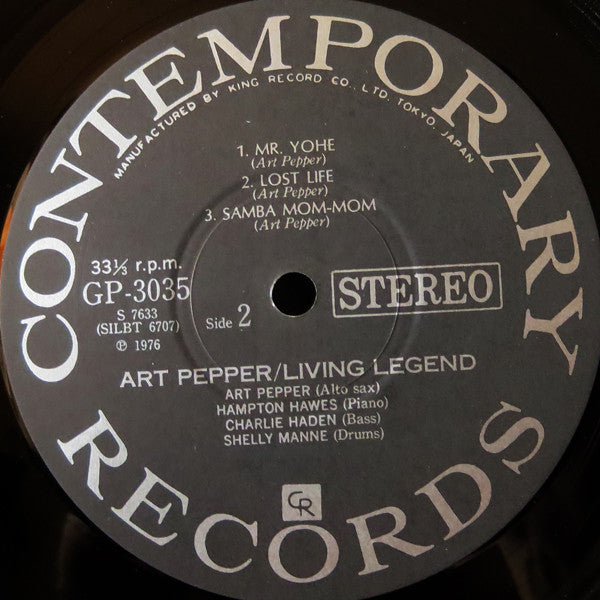 CONTEMPORARY
MANUFACTURED BY KING RECORD CO., LTD. TOKYO, JAPAN
1. MR. YOHE
(Art Pepper)
2. LOST LIFE
(Art Pepper)
3. SAMBA MOM-MOM
(Art Pepper)
33⅓ r.p.m.
GP-3035
S 7633
(SILBT 6707)
℗ 1976
Side 2
STEREO
ART PEPPER/LIVING LEGEND
ART PEPPER (Alto sax)
HAMPTON HAWES (Piano)
CHARLIE HADEN (Bass)
SHELLY MANNE (Drums)
CR
RECORDS